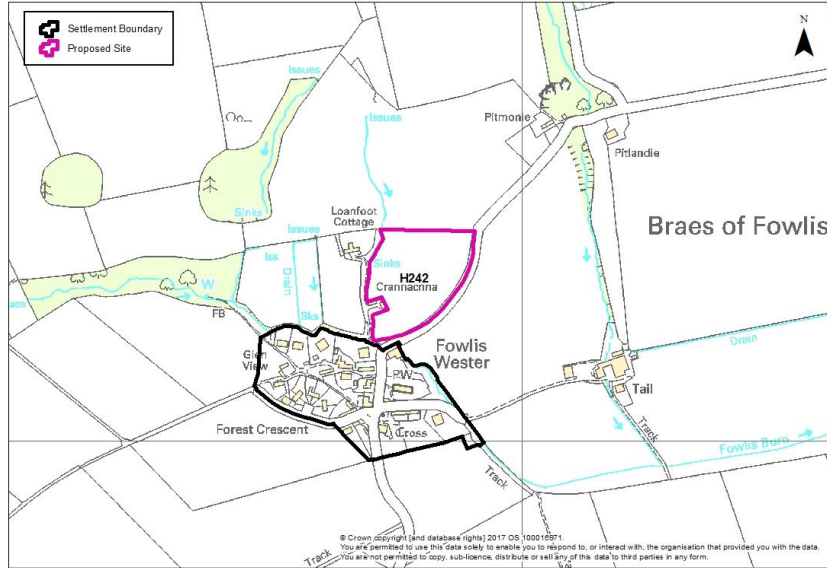 Settlement Boundary
Proposed Site
N
Issues
Issues
Pitmonie
Pitlandie
Sinks
Loanfoot
Cottage
Issues
Braes of Fowlis
Iss
Drain
Sinks
H242
Crannachna
W
FB
Sks
Fowlis
Wester
Glen
View
PW
Drain
Tail
Forest Crescent
Cross
Track
Track
Fowlis Burn
Track
© Crown copyright [and database rights] 2017 OS 100016971.
You are permitted to use this data solely to enable you to respond to, or interact with, the organisation that provided you with the data.
You are not permitted to copy, sub-licence, distribute or sell any of this data to third parties in any form.